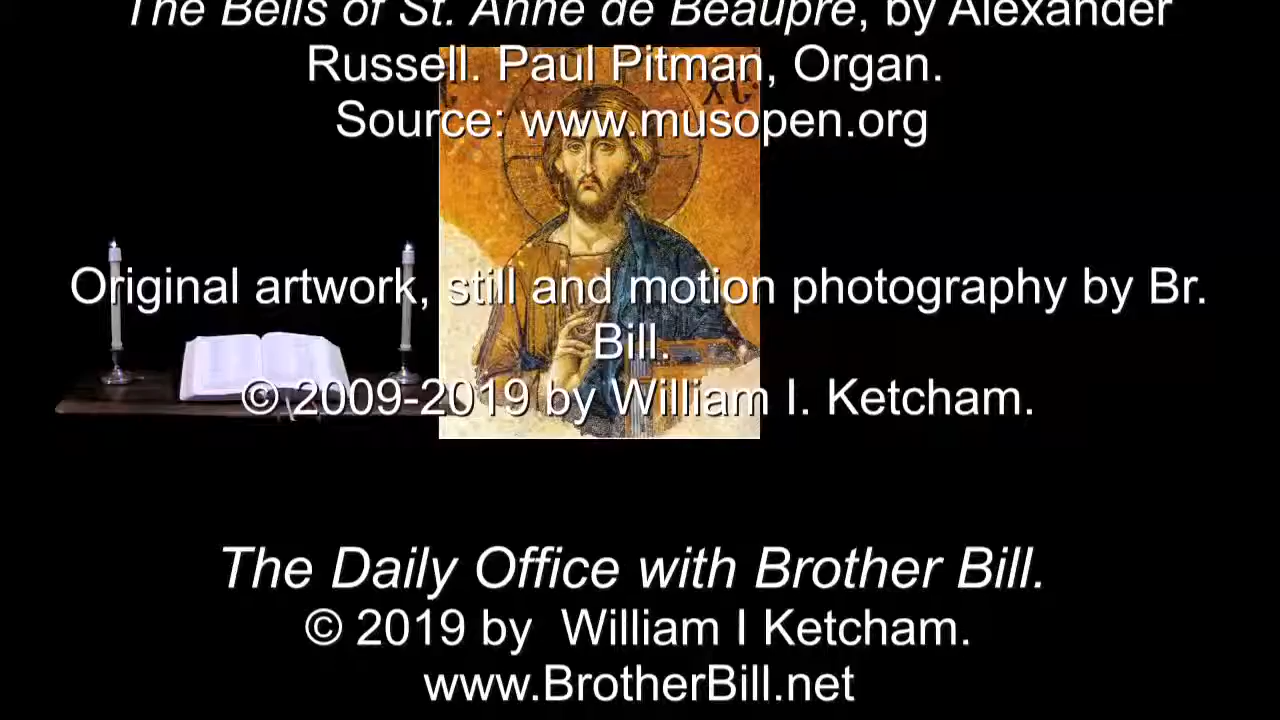 The Bells of St. Anne de Beaupré, by Alexander
Russell. Paul Pitman, Organ.
Source: www.musopen.org
Original artwork, still and motion photography by Br.
Bill.
© 2009-2019 by William I. Ketcham.
The Daily Office with Brother Bill.
© 2019 by  William I Ketcham.
www.BrotherBill.net